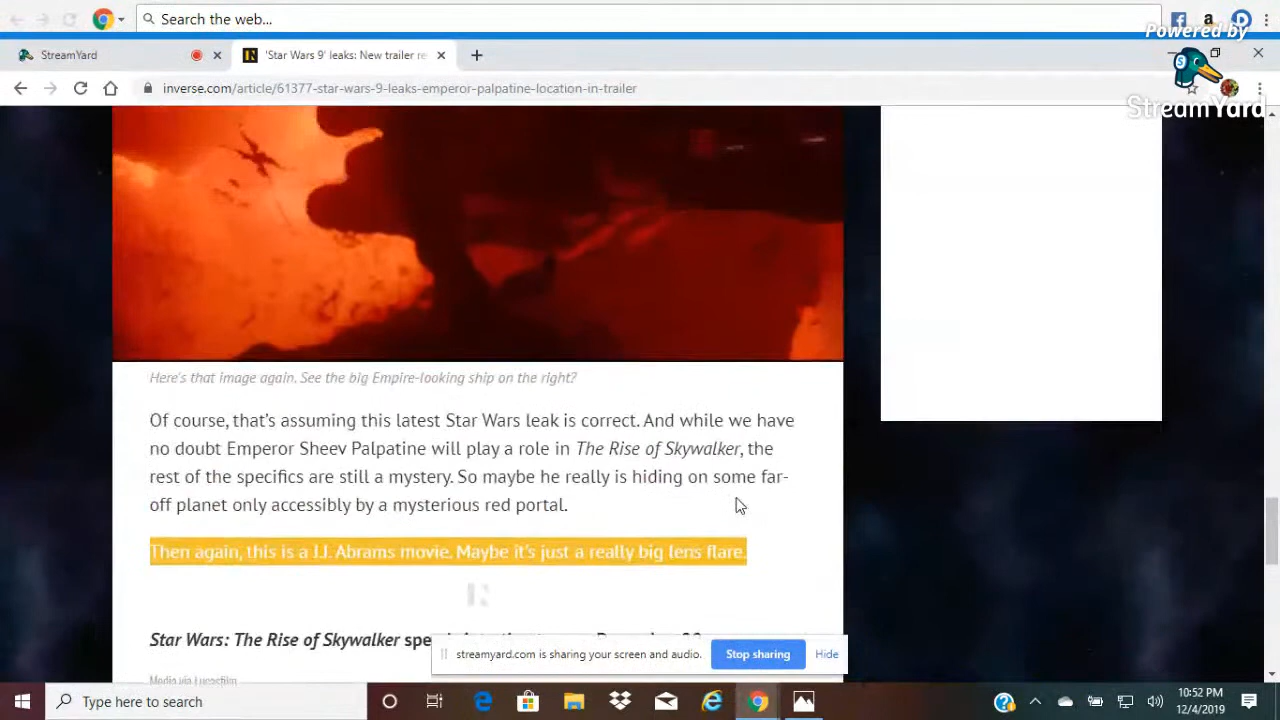 Search the web...
Powered by
StreamYard
'Star Wars 9' leaks: New trailer re
inverse.com/article/61377-star-wars-9-leaks-emperor-palpatine-location-in-trailer
StreamYard
Here's that image again. See the big Empire-looking ship on the right?
Of course, that's assuming this latest Star Wars leak is correct. And while we have
no doubt Emperor Sheev Palpatine will play a role in The Rise of Skywalker, the
rest of the specifics are still a mystery. So maybe he really is hiding on some far-
off planet only accessibly by a mysterious red portal.
Then again, this is a J.J. Abrams movie. Maybe it's just a really big lens flare.
Star Wars: The Rise of Skywalker
streamyard.com is sharing your screen and audio.
Stop sharing
Hide
Media via Lucasfilm
Type here to search
10:52 PM
12/4/2019